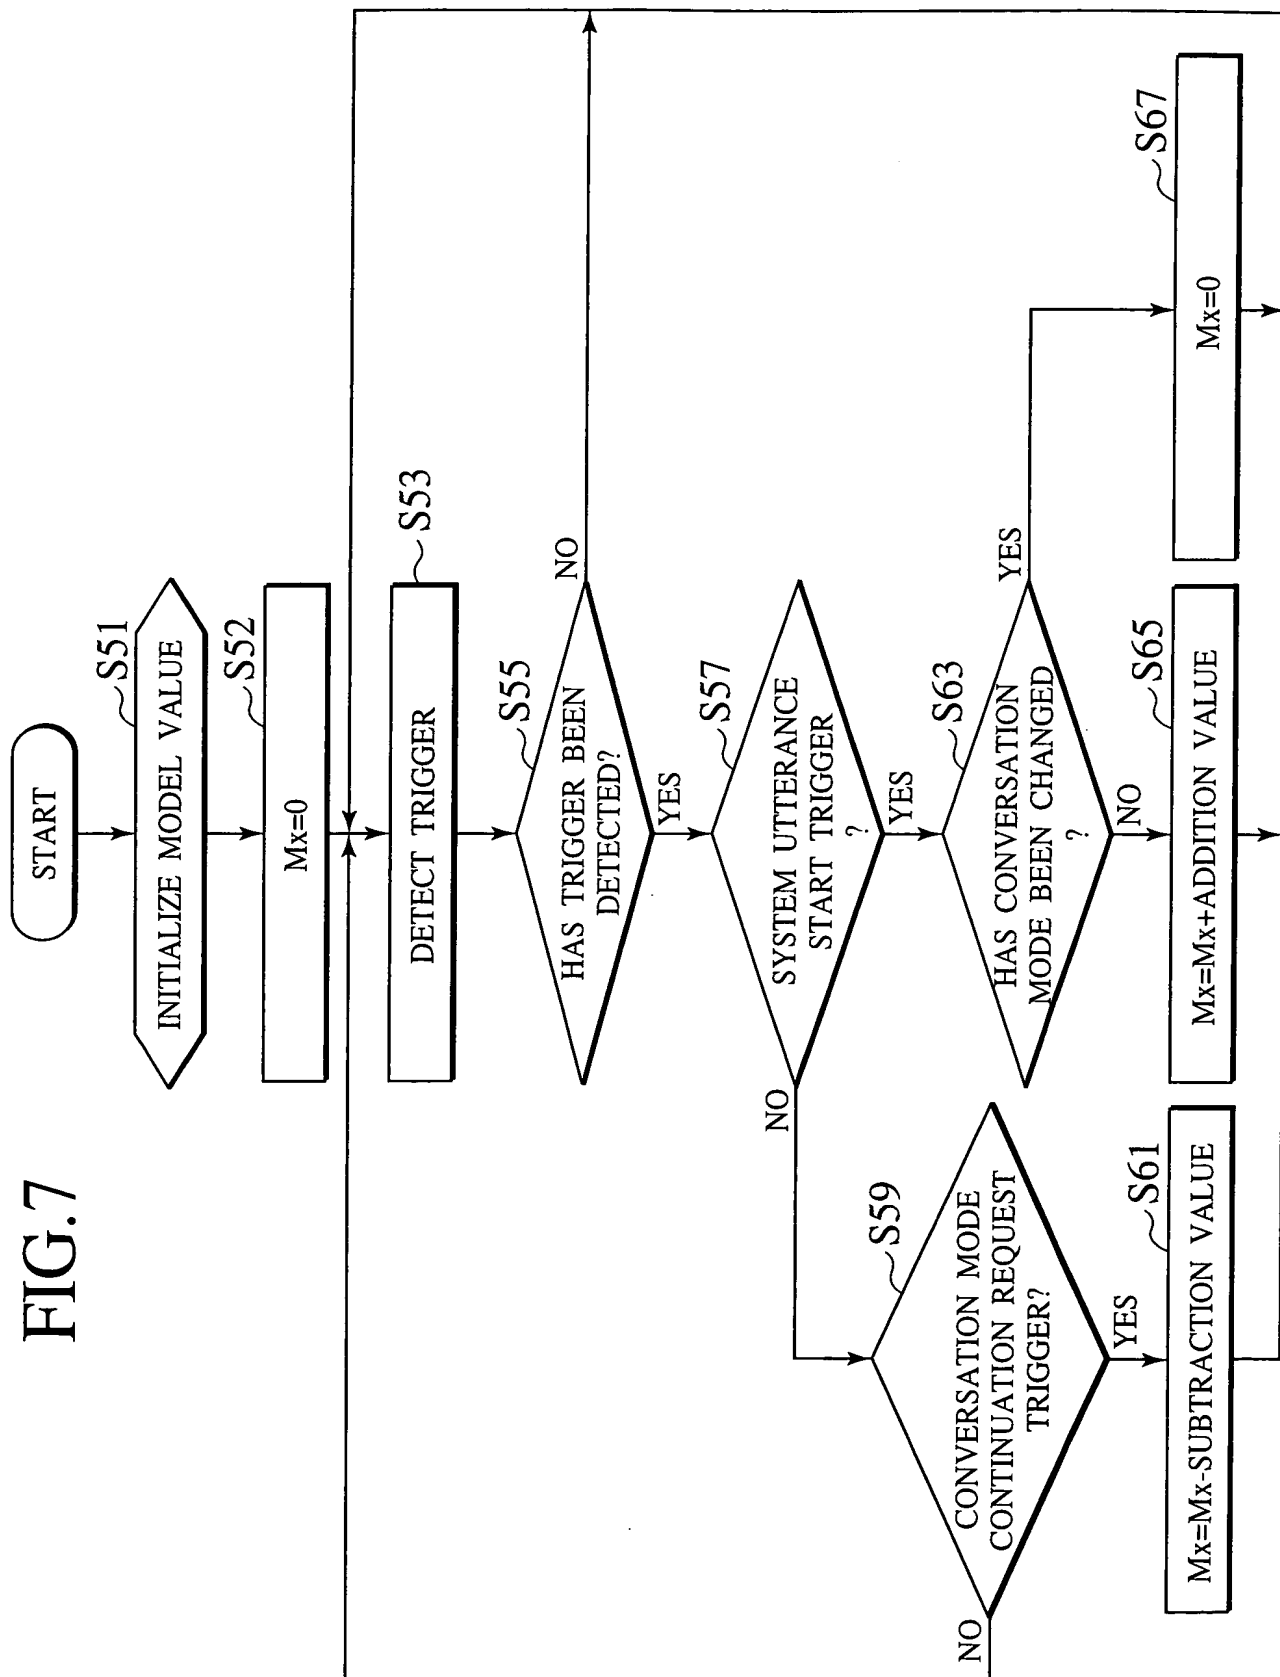 FIG.7
START
S51
INITIALIZE MODEL VALUE
S52
Mx=0
S53
DETECT TRIGGER
S55
HAS TRIGGER BEEN
DETECTED?
NO
YES
S57
SYSTEM UTTERANCE
START TRIGGER
?
NO
YES
S59
CONVERSATION MODE
CONTINUATION REQUEST
TRIGGER?
NO
YES
S61
Mx=Mx-SUBTRACTION VALUE
S63
HAS CONVERSATION
MODE BEEN CHANGED
?
YES
NO
S65
Mx=Mx+ADDITION VALUE
S67
Mx=0